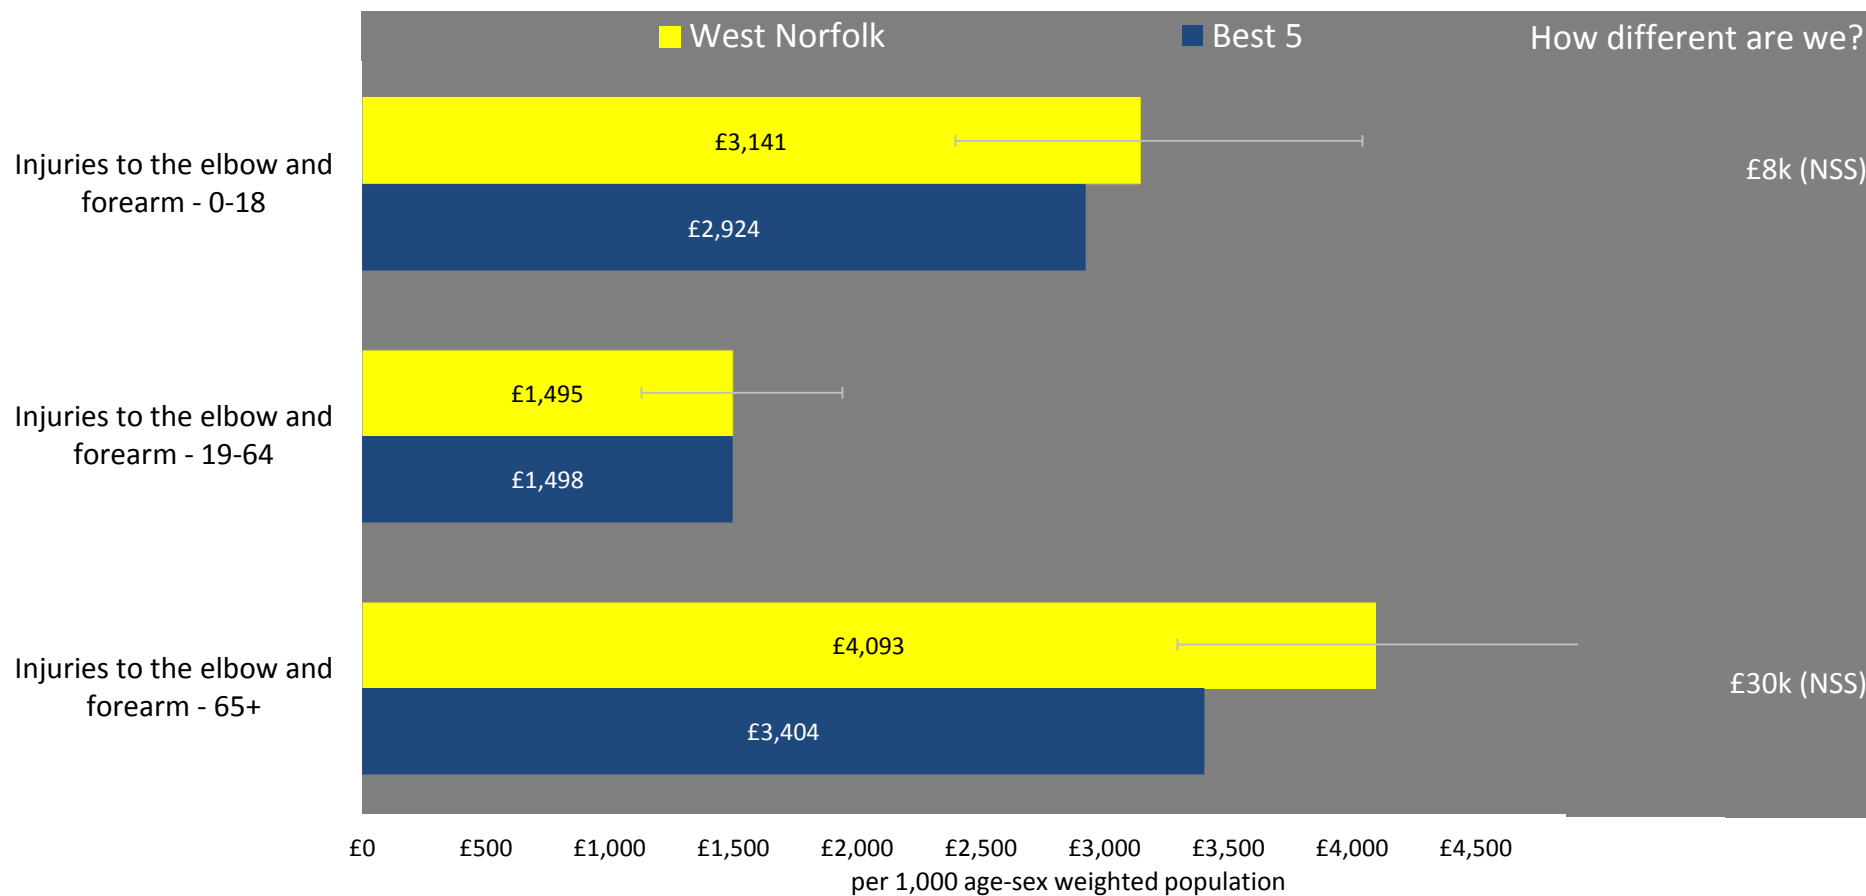 West Norfolk
Best 5
How different are we?
Injuries to the elbow and
forearm - 0-18
£3,141
£2,924
£8k (NSS)
Injuries to the elbow and
forearm - 19-64
£1,495
£1,498
Injuries to the elbow and
forearm - 65+
£4,093
£3,404
£30k (NSS)
£0 £500 £1,000 £1,500 £2,000 £2,500 £3,000 £3,500 £4,000 £4,500
per 1,000 age-sex weighted population